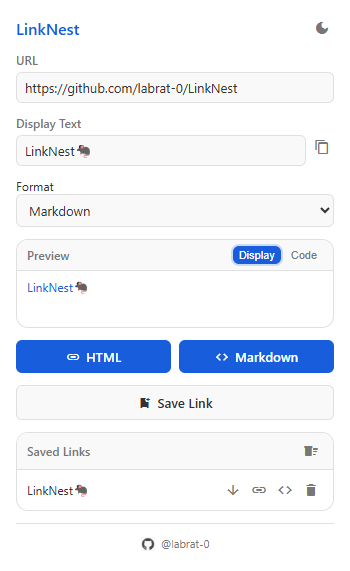 LinkNest
URL
https://github.com/labrat-0/LinkNest
Display Text
LinkNest🐀
Format
Markdown
Preview Display Code
LinkNest🐀
HTML Markdown
Save Link
Saved Links
LinkNest🐀
@labrat-0